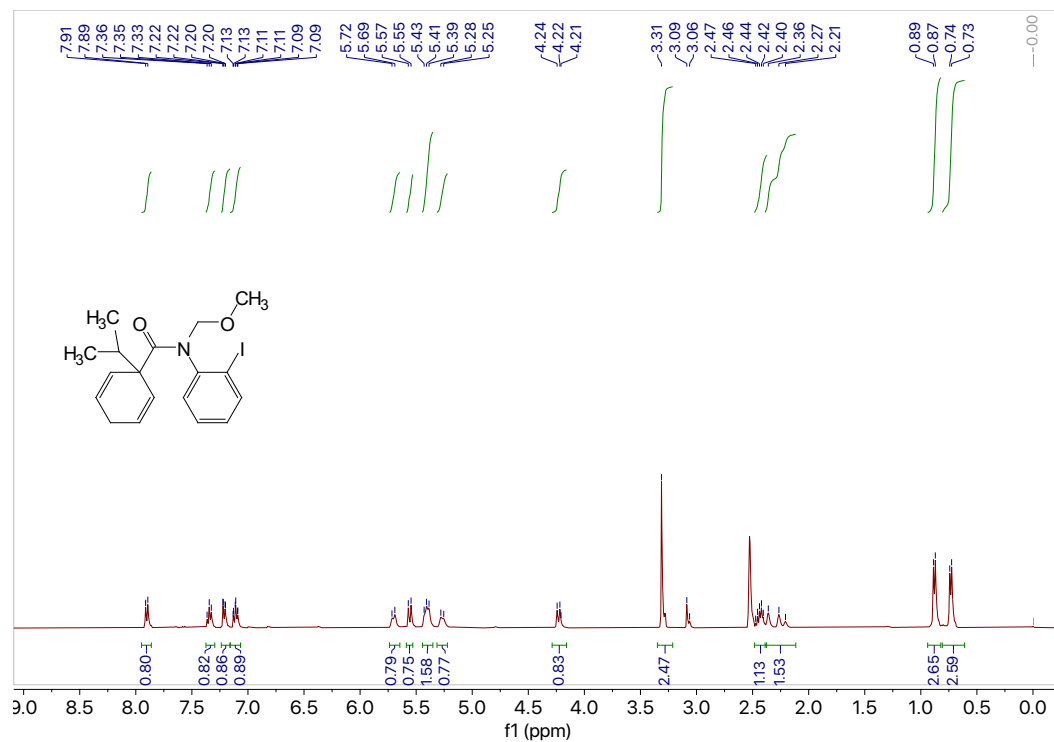 7.91 7.89 7.36 7.35 7.33 7.22 7.22 7.20 7.20 7.13 7.13 7.11 7.11 7.09 7.09 5.72 5.69 5.57 5.55 5.43 5.41 5.39 5.28 5.25 4.24 4.22 4.21 3.31 3.09 3.06 2.47 2.46 2.44 2.42 2.40 2.36 2.27 2.21 0.89 0.87 0.74 0.73 -0.00
CH₃
O
H₃C
O
CH₃
H₃C
N
I
0.80 0.82 0.86 0.89 0.79 0.75 1.58 0.77 0.83 2.47 1.13 1.53 2.65 2.59
9.0 8.5 8.0 7.5 7.0 6.5 6.0 5.5 5.0 4.5 4.0 3.5 3.0 2.5 2.0 1.5 1.0 0.5 0.0
f1 (ppm)